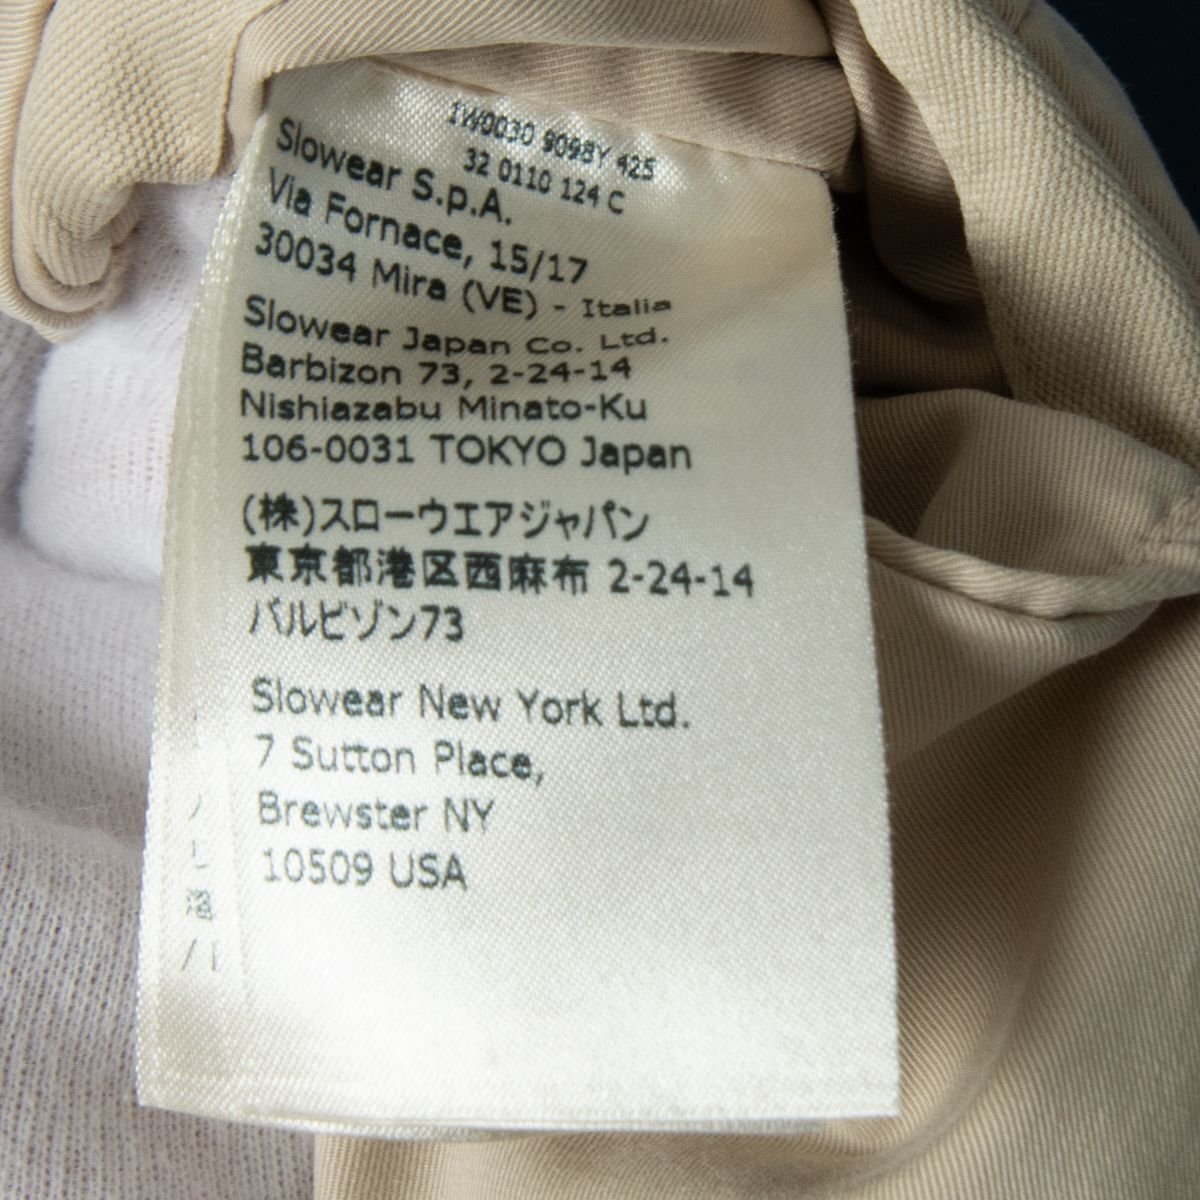 1W0030 9098Y 425
32 0110 124 C
Slowear S.p.A.
Via Fornace, 15/17
30034 Mira (VE) - Italia
Slowear Japan Co. Ltd.
Barbizon 73, 2-24-14
Nishiazabu Minato-Ku
106-0031 TOKYO Japan
(株)スローウエアジャパン
東京都港区西麻布 2-24-14
バルビゾン73
Slowear New York Ltd.
7 Sutton Place,
Brewster NY
10509 USA